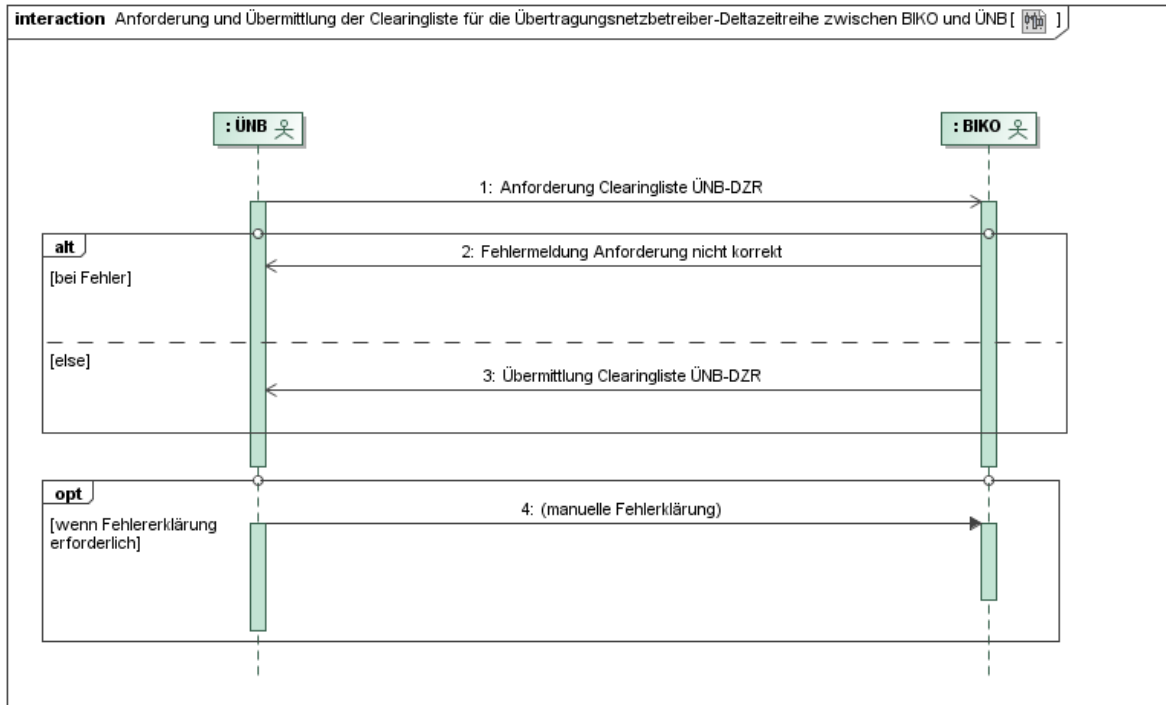 interaction Anforderung und Übermittlung der Clearingliste für die Übertragungsnetzbetreiber-Deltazeitreihe zwischen BIKO und ÜNB[ ]
: ÜNB
: BIKO
1: Anforderung Clearingliste ÜNB-DZR
alt
2: Fehlermeldung Anforderung nicht korrekt
[bei Fehler]
[else]
3: Übermittlung Clearingliste ÜNB-DZR
opt
4: (manuelle Fehlerklärung)
[wenn Fehlererklärung
erforderlich]